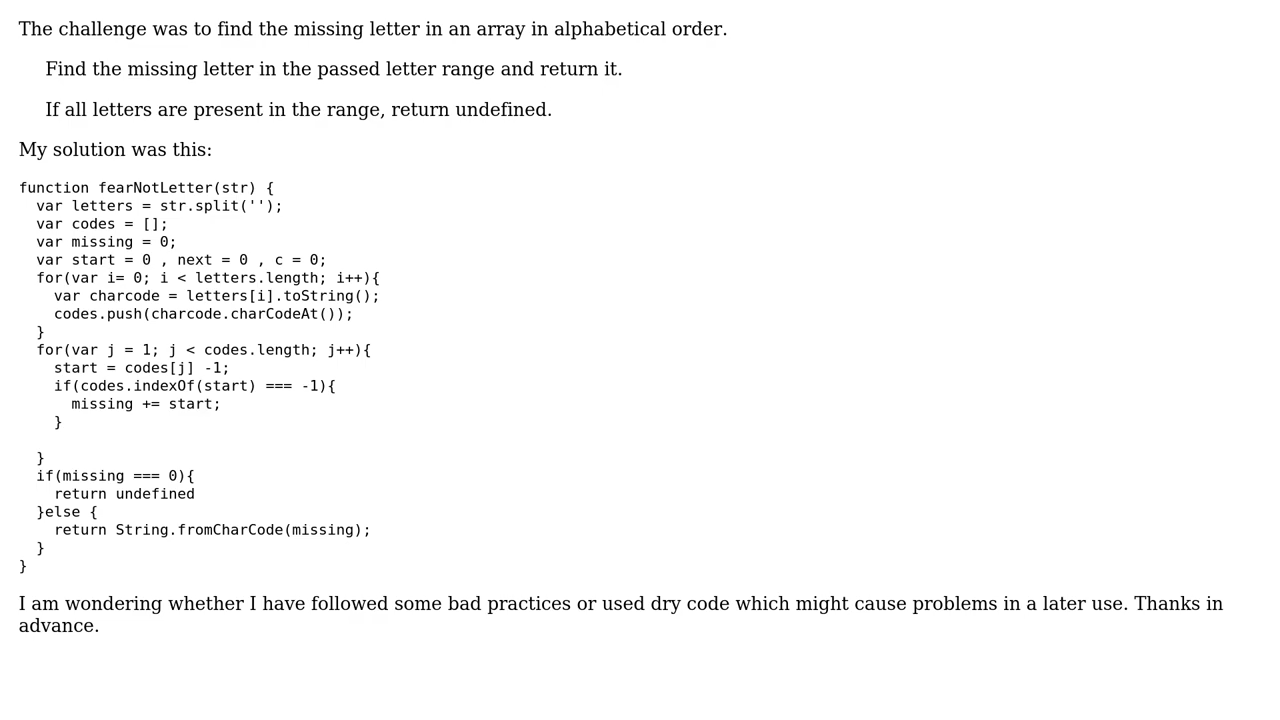 The challenge was to find the missing letter in an array in alphabetical order.
Find the missing letter in the passed letter range and return it.
If all letters are present in the range, return undefined.
My solution was this:
function fearNotLetter(str) {
  var letters = str.split('');
  var codes = [];
  var missing = 0;
  var start = 0 , next = 0 , c = 0;
  for(var i= 0; i < letters.length; i++){
    var charcode = letters[i].toString();
    codes.push(charcode.charCodeAt());
  }
  for(var j = 1; j < codes.length; j++){
    start = codes[j] -1;
    if(codes.indexOf(start) === -1){
      missing += start;
    }
  }
  if(missing === 0){
    return undefined
  }else {
    return String.fromCharCode(missing);
  }
}
I am wondering whether I have followed some bad practices or used dry code which might cause problems in a later use. Thanks in
advance.